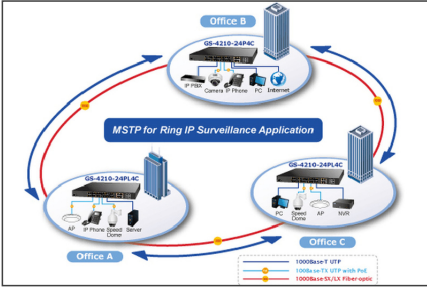 Office B
GS-4210-24P4C
IP PBX Camera IP Phone PC Internet
MSTP for Ring IP Surveillance Application
GS-4210-24PL4C
AP IP Phone Speed Dome Server
Office A
GS-4210-24PL4C
PC Speed Dome AP NVR
Office C
1000Base-T UTP
100Base-TX UTP with PoE
1000Base-SX/LX Fiber-optic